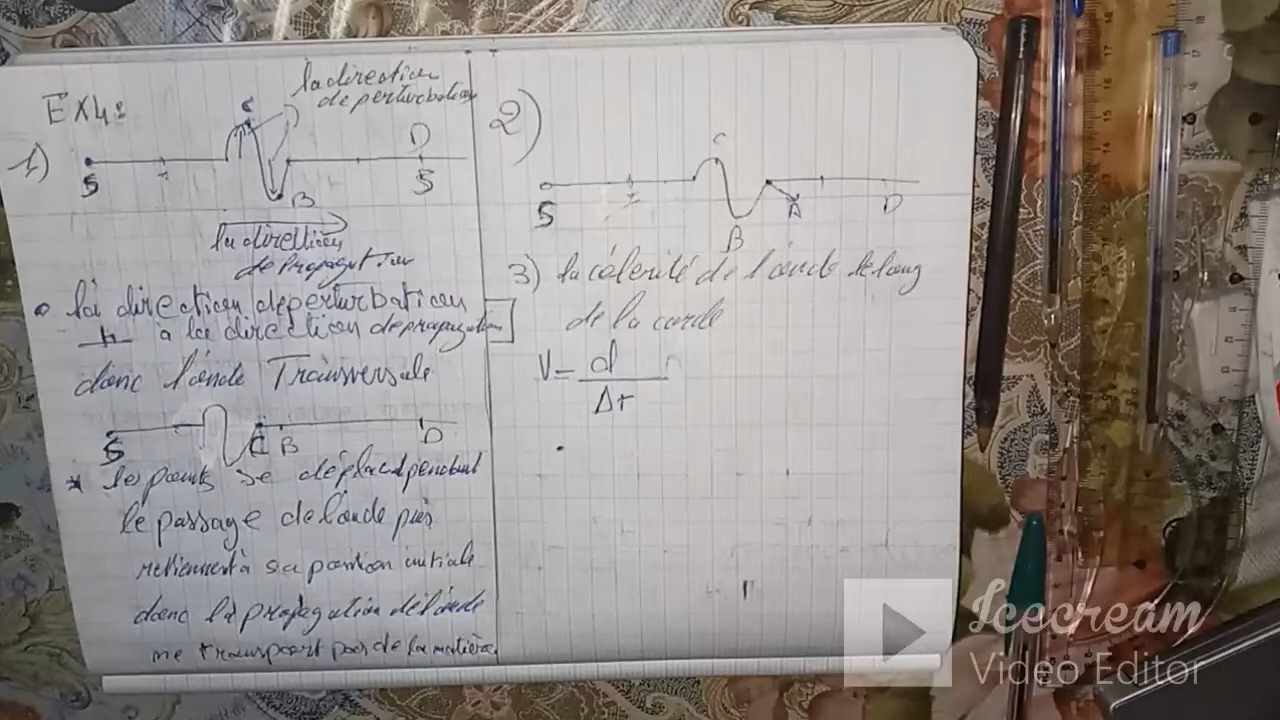 EX4:
1)
la direction
de perturbation
C
S
B
D
S
la direction
de propagation
• la direction de perturbation
à la direction de propagation
donc l'onde Transversale
S
C B
D
* les points se déplacent pendant
le passage de l'onde puis
reviennent à sa position initiale
donc la propagation de l'onde
ne transport pas de la matière
2)
C
S
B
A
D
3) la célérité de l'onde le long
de la corde
V = d
Δt
Icecream
Video Editor